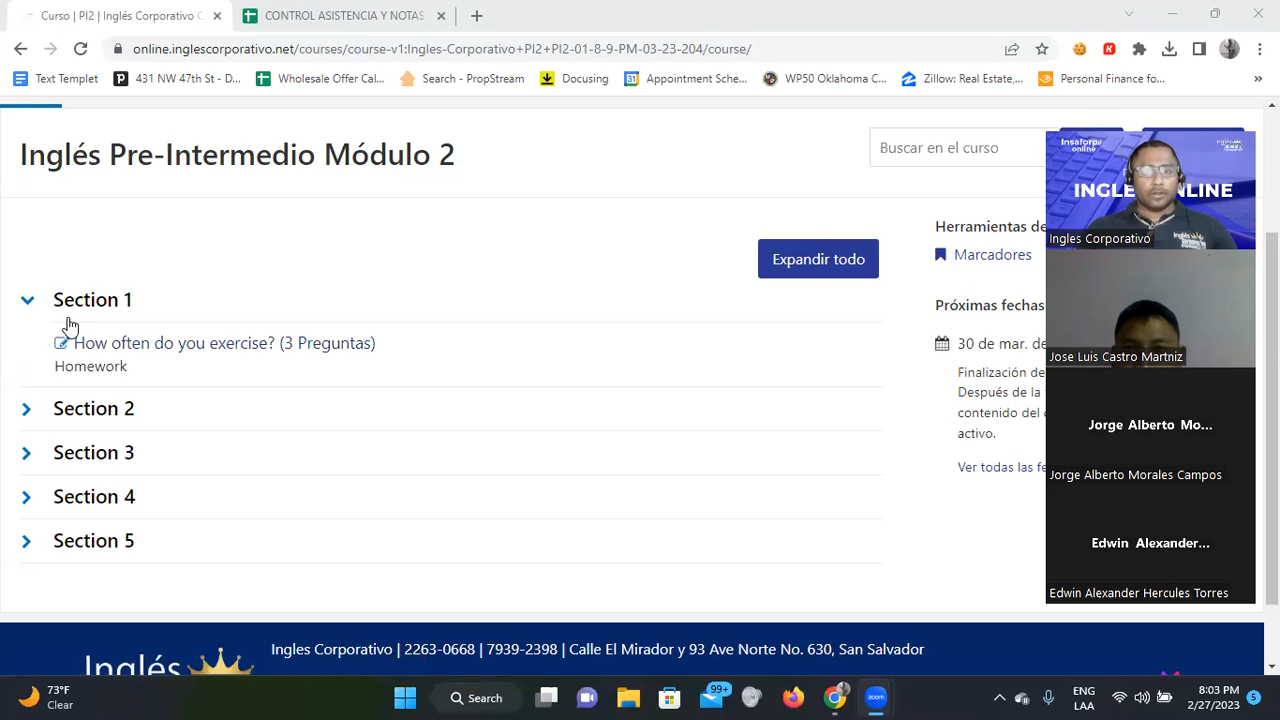 Curso | PI2 | Inglés Corporativo C
CONTROL ASISTENCIA Y NOTAS
online.inglescorporativo.net/courses/course-v1:Ingles-Corporativo+PI2+PI2-01-8-9-PM-03-23-204/course/
Text Templet
431 NW 47th St - D...
Wholesale Offer Cal...
Search - PropStream
Docusing
Appointment Sche...
WP50 Oklahoma C...
Zillow: Real Estate,...
Personal Finance fo...
»
Inglés Pre-Intermedio Módulo 2
Buscar en el curso
Expandir todo
Section 1
How often do you exercise? (3 Preguntas)
Homework
Section 2
Section 3
Section 4
Section 5
Herramientas de
Marcadores
Próximas fechas
30 de mar. de
Finalización de
Después de la
contenido del c
activo.
Ver todas las fe
Insaforp
online
INGLE ONLINE
Ingles Corporativo
Jose Luis Castro Martniz
Jorge Alberto Mo...
Jorge Alberto Morales Campos
Edwin Alexander...
Edwin Alexander Hercules Torres
Inglés
Ingles Corporativo | 2263-0668 | 7939-2398 | Calle El Mirador y 93 Ave Norte No. 630, San Salvador
73°F
Clear
Search
99+
zoom
ENG
LAA
8:03 PM
2/27/2023
5